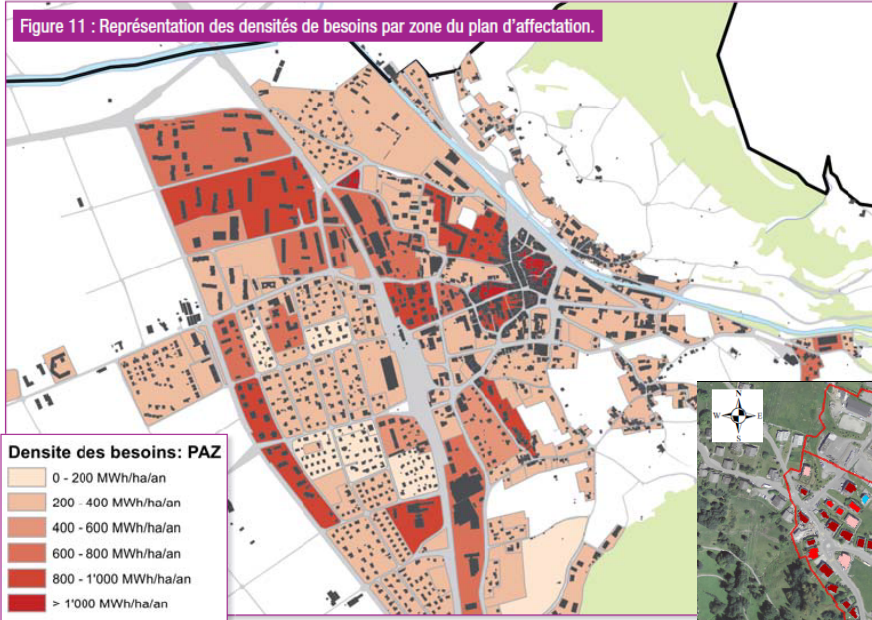 Figure 11 : Représentation des densités de besoins par zone du plan d'affectation.
N
W E
S
Densite des besoins: PAZ
0 - 200 MWh/ha/an
200 - 400 MWh/ha/an
400 - 600 MWh/ha/an
600 - 800 MWh/ha/an
800 - 1'000 MWh/ha/an
> 1'000 MWh/ha/an